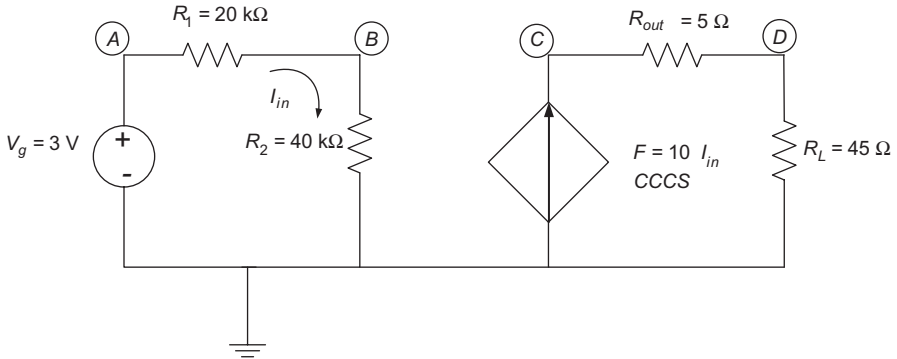 R1 = 20 kΩ
Rout = 5 Ω
A
B
C
D
Iin
Vg = 3 V
+
-
R2 = 40 kΩ
F = 10 Iin
CCCS
RL = 45 Ω